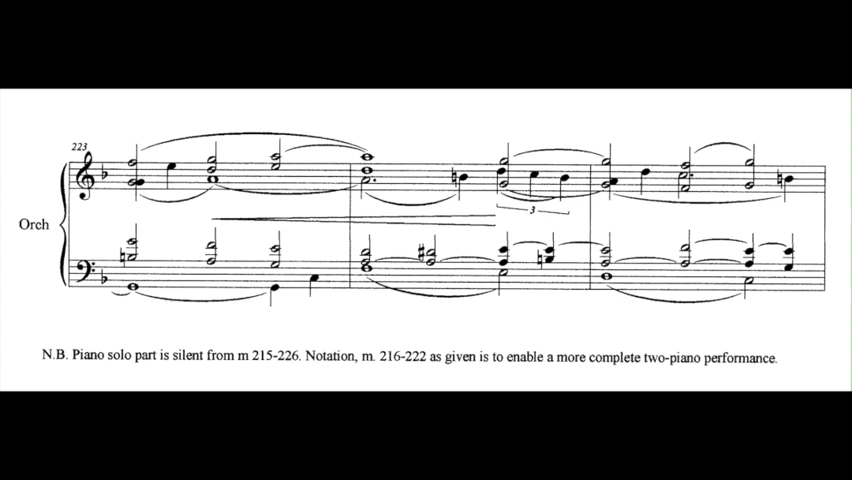 223
Orch
3
N.B. Piano solo part is silent from m 215-226. Notation, m. 216-222 as given is to enable a more complete two-piano performance.